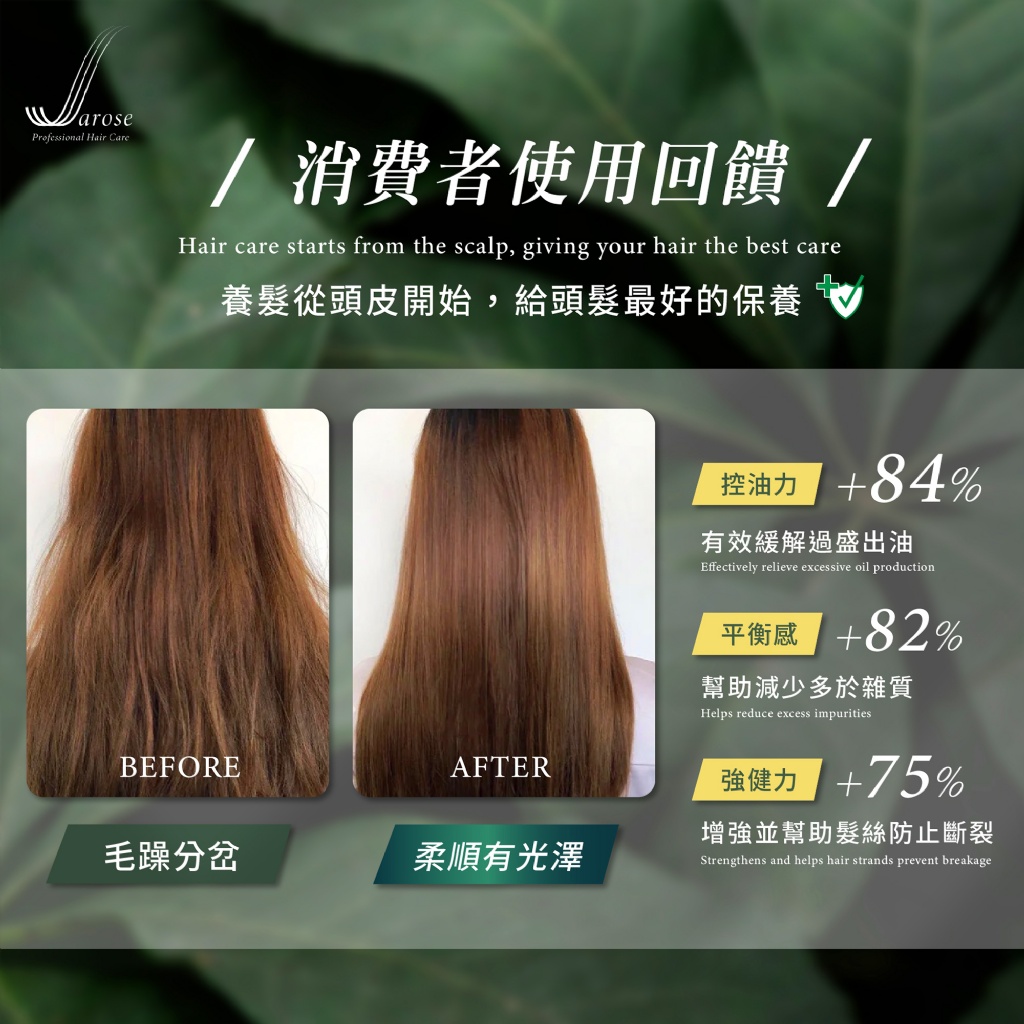 Jarose
Professional Hair Care
/ 消費者使用回饋 /
Hair care starts from the scalp, giving your hair the best care
養髮從頭皮開始，給頭髮最好的保養
BEFORE
AFTER
毛躁分岔
柔順有光澤
控油力 +84%
有效緩解過盛出油
Effectively relieve excessive oil production
平衡感 +82%
幫助減少多於雜質
Helps reduce excess impurities
強健力 +75%
增強並幫助髮絲防止斷裂
Strengthens and helps hair strands prevent breakage